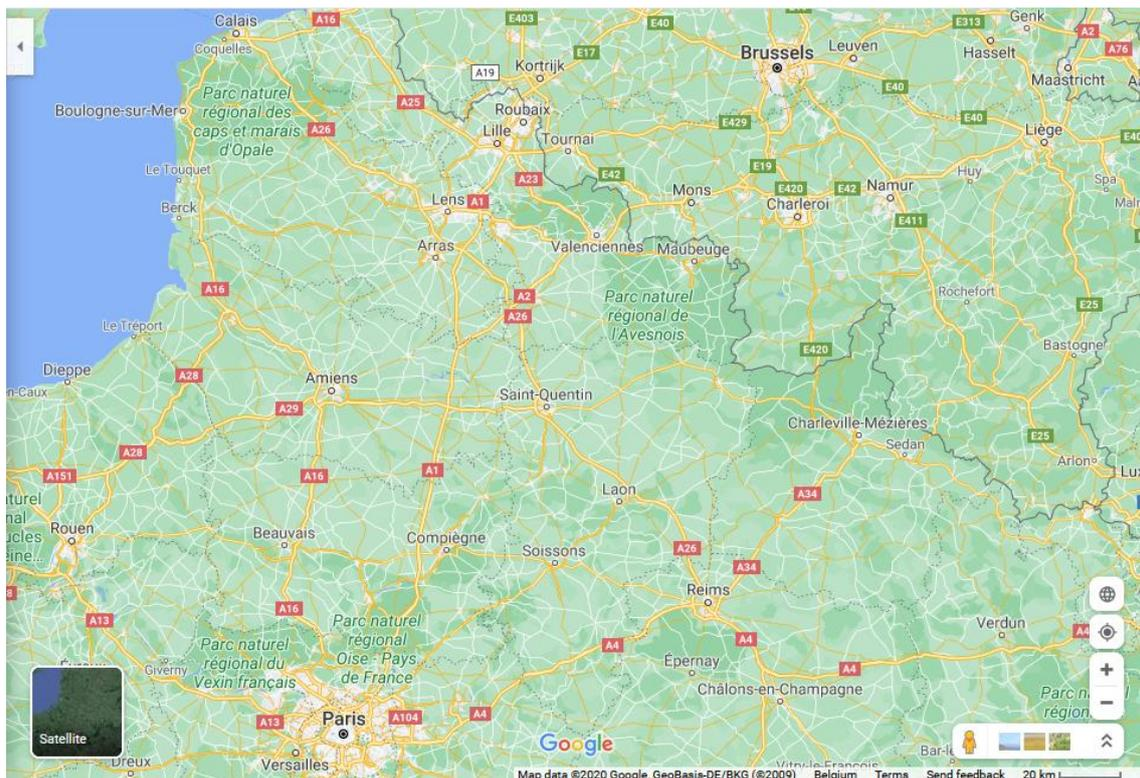 Calais
A16
E403
E40
E313
Genk
A2
Coquelles
E17
Brussels
Leuven
Hasselt
A76
A19
Kortrijk
Maastricht
E40
Parc naturel
régional des
caps et marais
d'Opale
A25
Roubaix
Boulogne-sur-Mer
A26
Lille
Tournai
E429
E40
Liège
E40
Le Touquet
A23
E42
E19
Mons
E420
E42
Namur
Huy
Spa
Berck
Lens
A1
Charleroi
E411
Arras
Valenciennes
Maubeuge
A16
A2
A26
Parc naturel
régional de
l'Avesnois
Rochefort
E25
Le Tréport
E420
Bastogne
Dieppe
A28
Amiens
en-Caux
A29
Saint-Quentin
Charleville-Mézières
E25
Sedan
A28
Arlon
A151
A16
A1
A34
Laon
Rouen
Beauvais
Compiègne
Soissons
A26
A34
Reims
A16
A13
Parc naturel
régional
Oise - Pays
de France
Parc naturel
régional du
Vexin français
Giverny
A4
A4
Verdun
A4
Épernay
A4
Châlons-en-Champagne
Satellite
A13
Paris
A104
A4
Versailles
Dreux
Google
Vitry-le-François
Map data ©2020 Google, GeoBasis-DE/BKG (©2009) Belgium Terms Send feedback 20 km